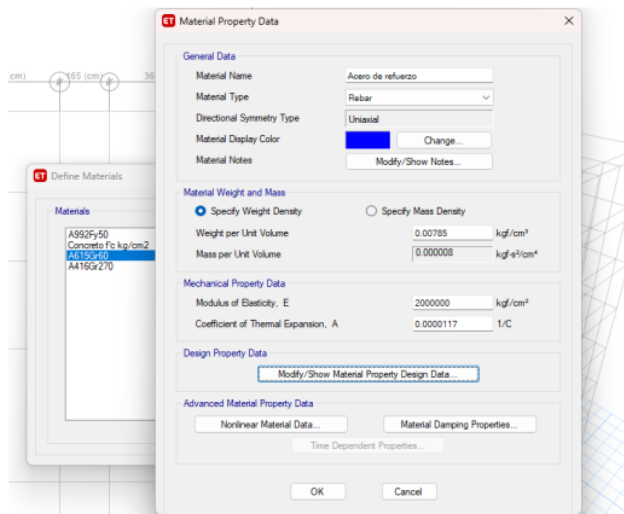 ET Material Property Data
General Data
Material Name Acero de refuerzo
Material Type Rebar
Directional Symmetry Type Uniaxial
Material Display Color Change...
Material Notes Modify/Show Notes...
Material Weight and Mass
Specify Weight Density Specify Mass Density
Weight per Unit Volume 0.00785 kgf/cm³
Mass per Unit Volume 0.000008 kgf-s²/cm⁴
Mechanical Property Data
Modulus of Elasticity, E 2000000 kgf/cm²
Coefficient of Thermal Expansion, A 0.0000117 1/C
Design Property Data
Modify/Show Material Property Design Data...
Advanced Material Property Data
Nonlinear Material Data... Material Damping Properties...
Time Dependent Properties...
OK Cancel
cm) 165 (cm) 36
ET Define Materials
Materials
A992Fy50
Concreto f'c kg/cm2
A615Gr60
A416Gr270